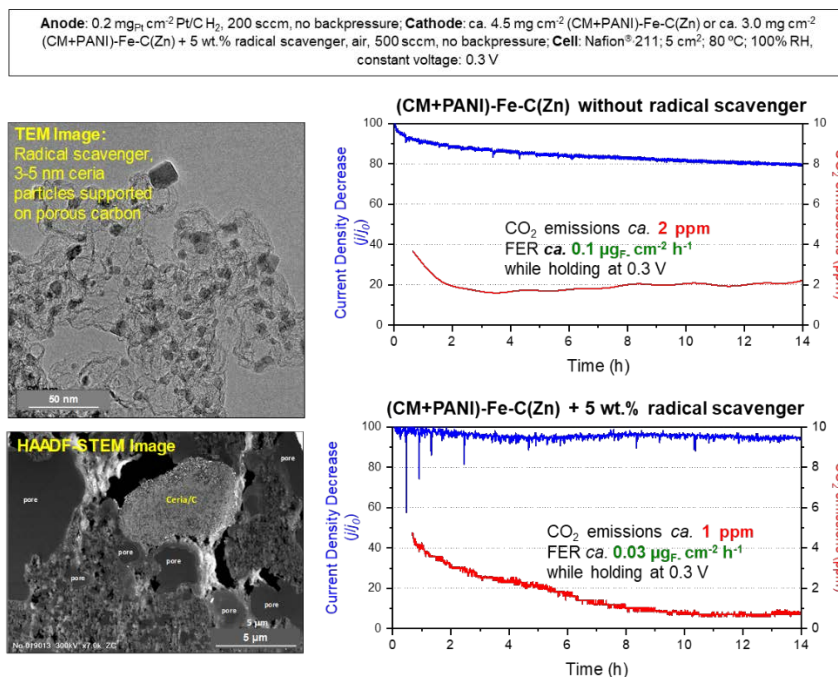 Anode: 0.2 mgPt cm-2 Pt/C H2, 200 sccm, no backpressure; Cathode: ca. 4.5 mg cm-2 (CM+PANI)-Fe-C(Zn) or ca. 3.0 mg cm-2
(CM+PANI)-Fe-C(Zn) + 5 wt.% radical scavenger, air, 500 sccm, no backpressure; Cell: Nafion® 211; 5 cm2; 80 ºC; 100% RH,
constant voltage: 0.3 V
TEM Image:
Radical scavenger,
3-5 nm ceria
particles supported
on porous carbon
50 nm
HAADF-STEM Image
pore
pore
Ceria/C
pore
pore
pore
pore
pore
5 μm
5 μm
(CM+PANI)-Fe-C(Zn) without radical scavenger
Current Density Decrease
(j/j0)
100
80
60
40
20
0
10
8
6
4
2
0
CO2 emissions ca. 2 ppm
FER ca. 0.1 μgF- cm-2 h-1
while holding at 0.3 V
0 2 4 6 8 10 12 14
Time (h)
(CM+PANI)-Fe-C(Zn) + 5 wt.% radical scavenger
Current Density Decrease
(j/j0)
100
80
60
40
20
0
10
8
6
4
2
0
CO2 emissions ca. 1 ppm
FER ca. 0.03 μgF- cm-2 h-1
while holding at 0.3 V
0 2 4 6 8 10 12 14
Time (h)